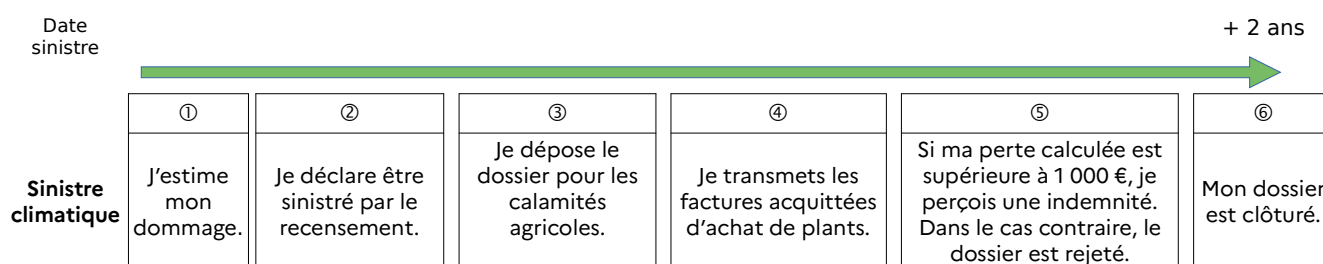 Date
sinistre
+ 2 ans
①
②
③
④
⑤
⑥
Sinistre
climatique
J’estime
mon
dommage.
Je déclare être
sinistré par le
recensement.
Je dépose le
dossier pour les
calamités
agricoles.
Je transmets les
factures acquittées
d’achat de plants.
Si ma perte calculée est
supérieure à 1 000 €, je
perçois une indemnité.
Dans le cas contraire, le
dossier est rejeté.
Mon dossier
est clôturé.